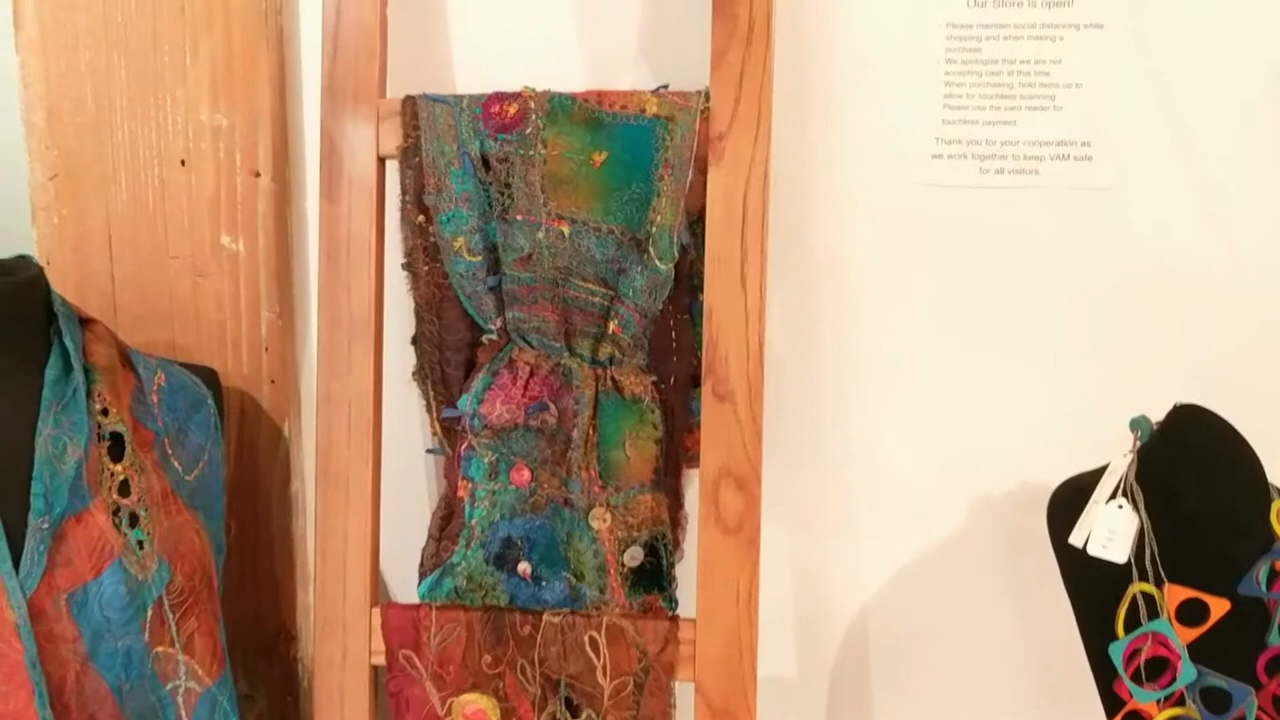 Our Store is open!
Please maintain social distancing while
shopping and when making a
purchase
We apologize that we are not
accepting cash at this time
When purchasing, hold items up to
allow for touchless scanning
Please use the card reader for
touchless payment
Thank you for your cooperation as
we work together to keep VAM safe
for all visitors.